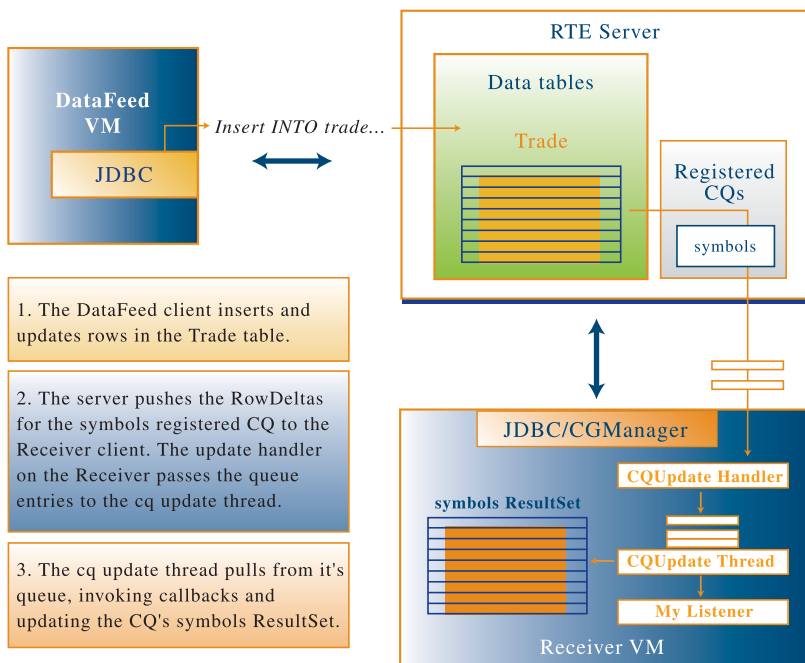 RTE Server
DataFeed
VM
JDBC
Insert INTO trade...
Data tables
Trade
Registered
CQs
symbols
1. The DataFeed client inserts and
updates rows in the Trade table.
2. The server pushes the RowDeltas
for the symbols registered CQ to the
Receiver client. The update handler
on the Receiver passes the queue
entries to the cq update thread.
3. The cq update thread pulls from it's
queue, invoking callbacks and
updating the CQ's symbols ResultSet.
JDBC/CGManager
CQUpdate Handler
symbols ResultSet
CQUpdate Thread
My Listener
Receiver VM